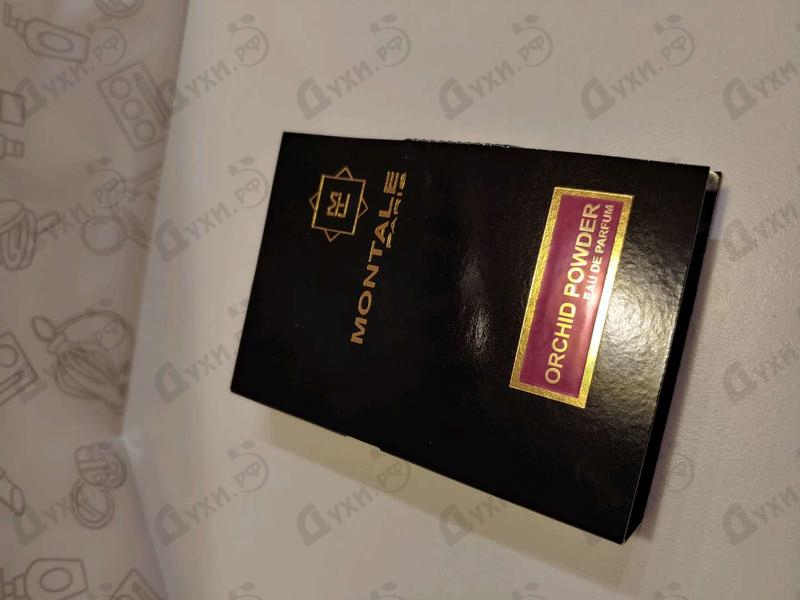 MONTALE
PARIS
ORCHID POWDER
EAU DE PARFUM
Духи.РФ